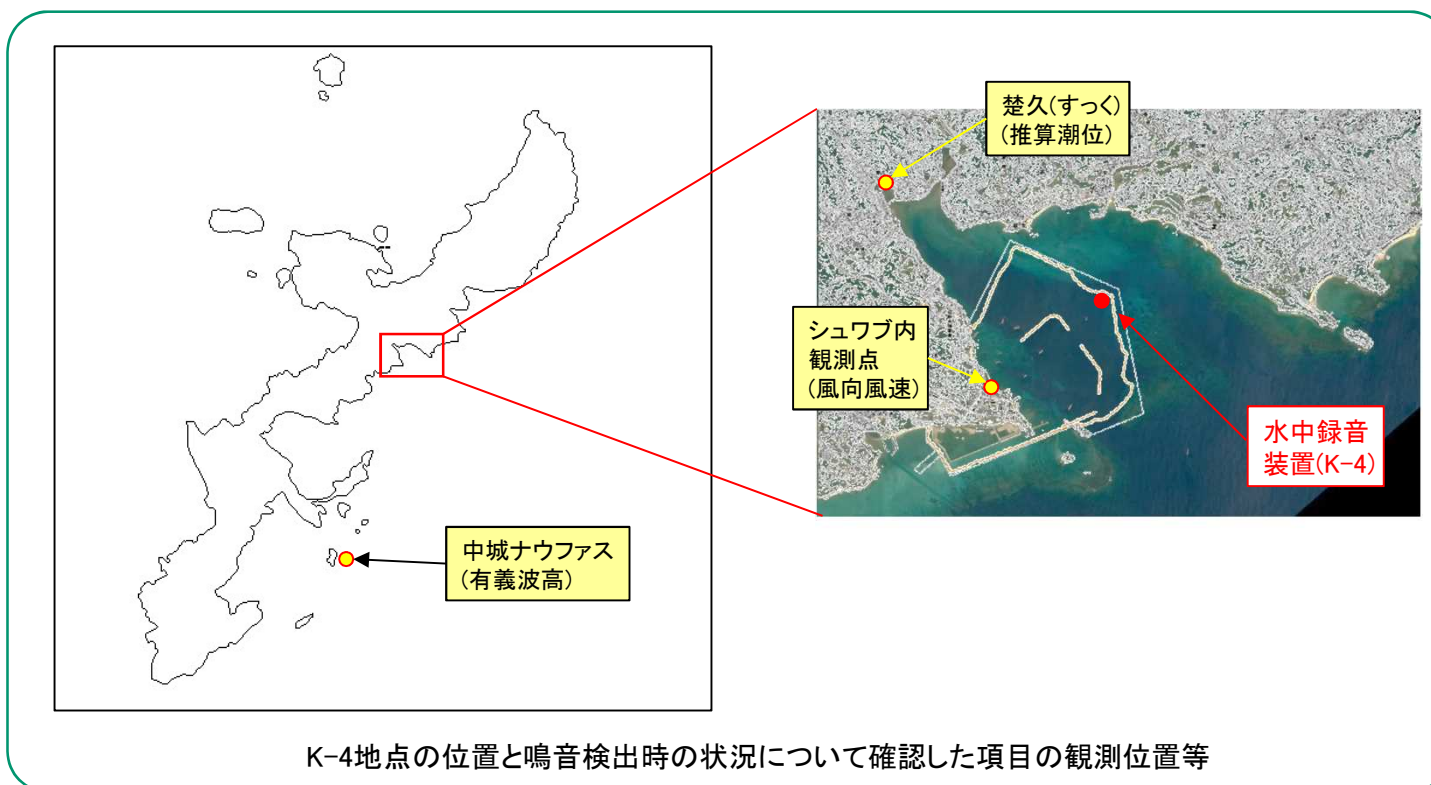 楚久(すっく)
(推算潮位)
シュワブ内
観測点
(風向風速)
水中録音
装置(K-4)
中城ナウファス
(有義波高)
K-4地点の位置と鳴音検出時の状況について確認した項目の観測位置等